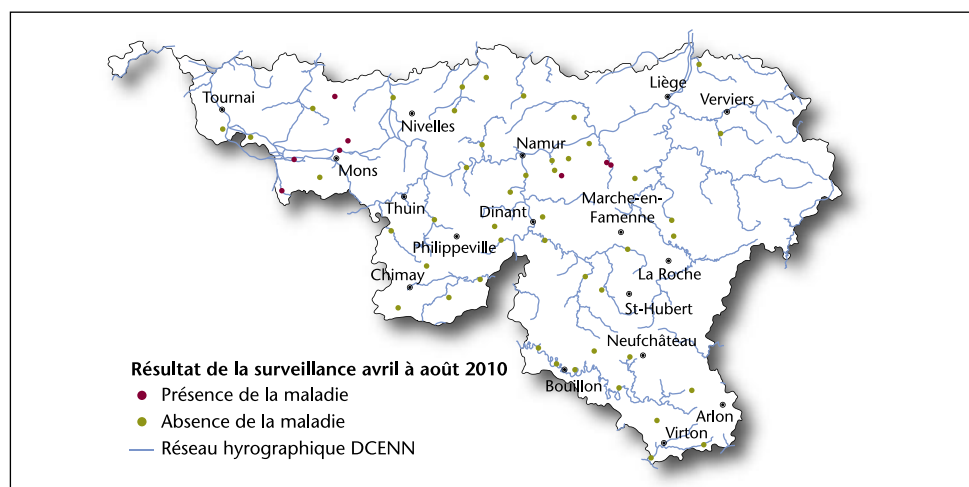 Tournai
Nivelles
Liège
Verviers
Namur
Mons
Thuin
Dinant
Marche-en-
Famenne
Philippeville
Chimay
La Roche
St-Hubert
Neufchâteau
Bouillon
Arlon
Virton
Résultat de la surveillance avril à août 2010
Présence de la maladie
Absence de la maladie
Réseau hyrographique DCENN